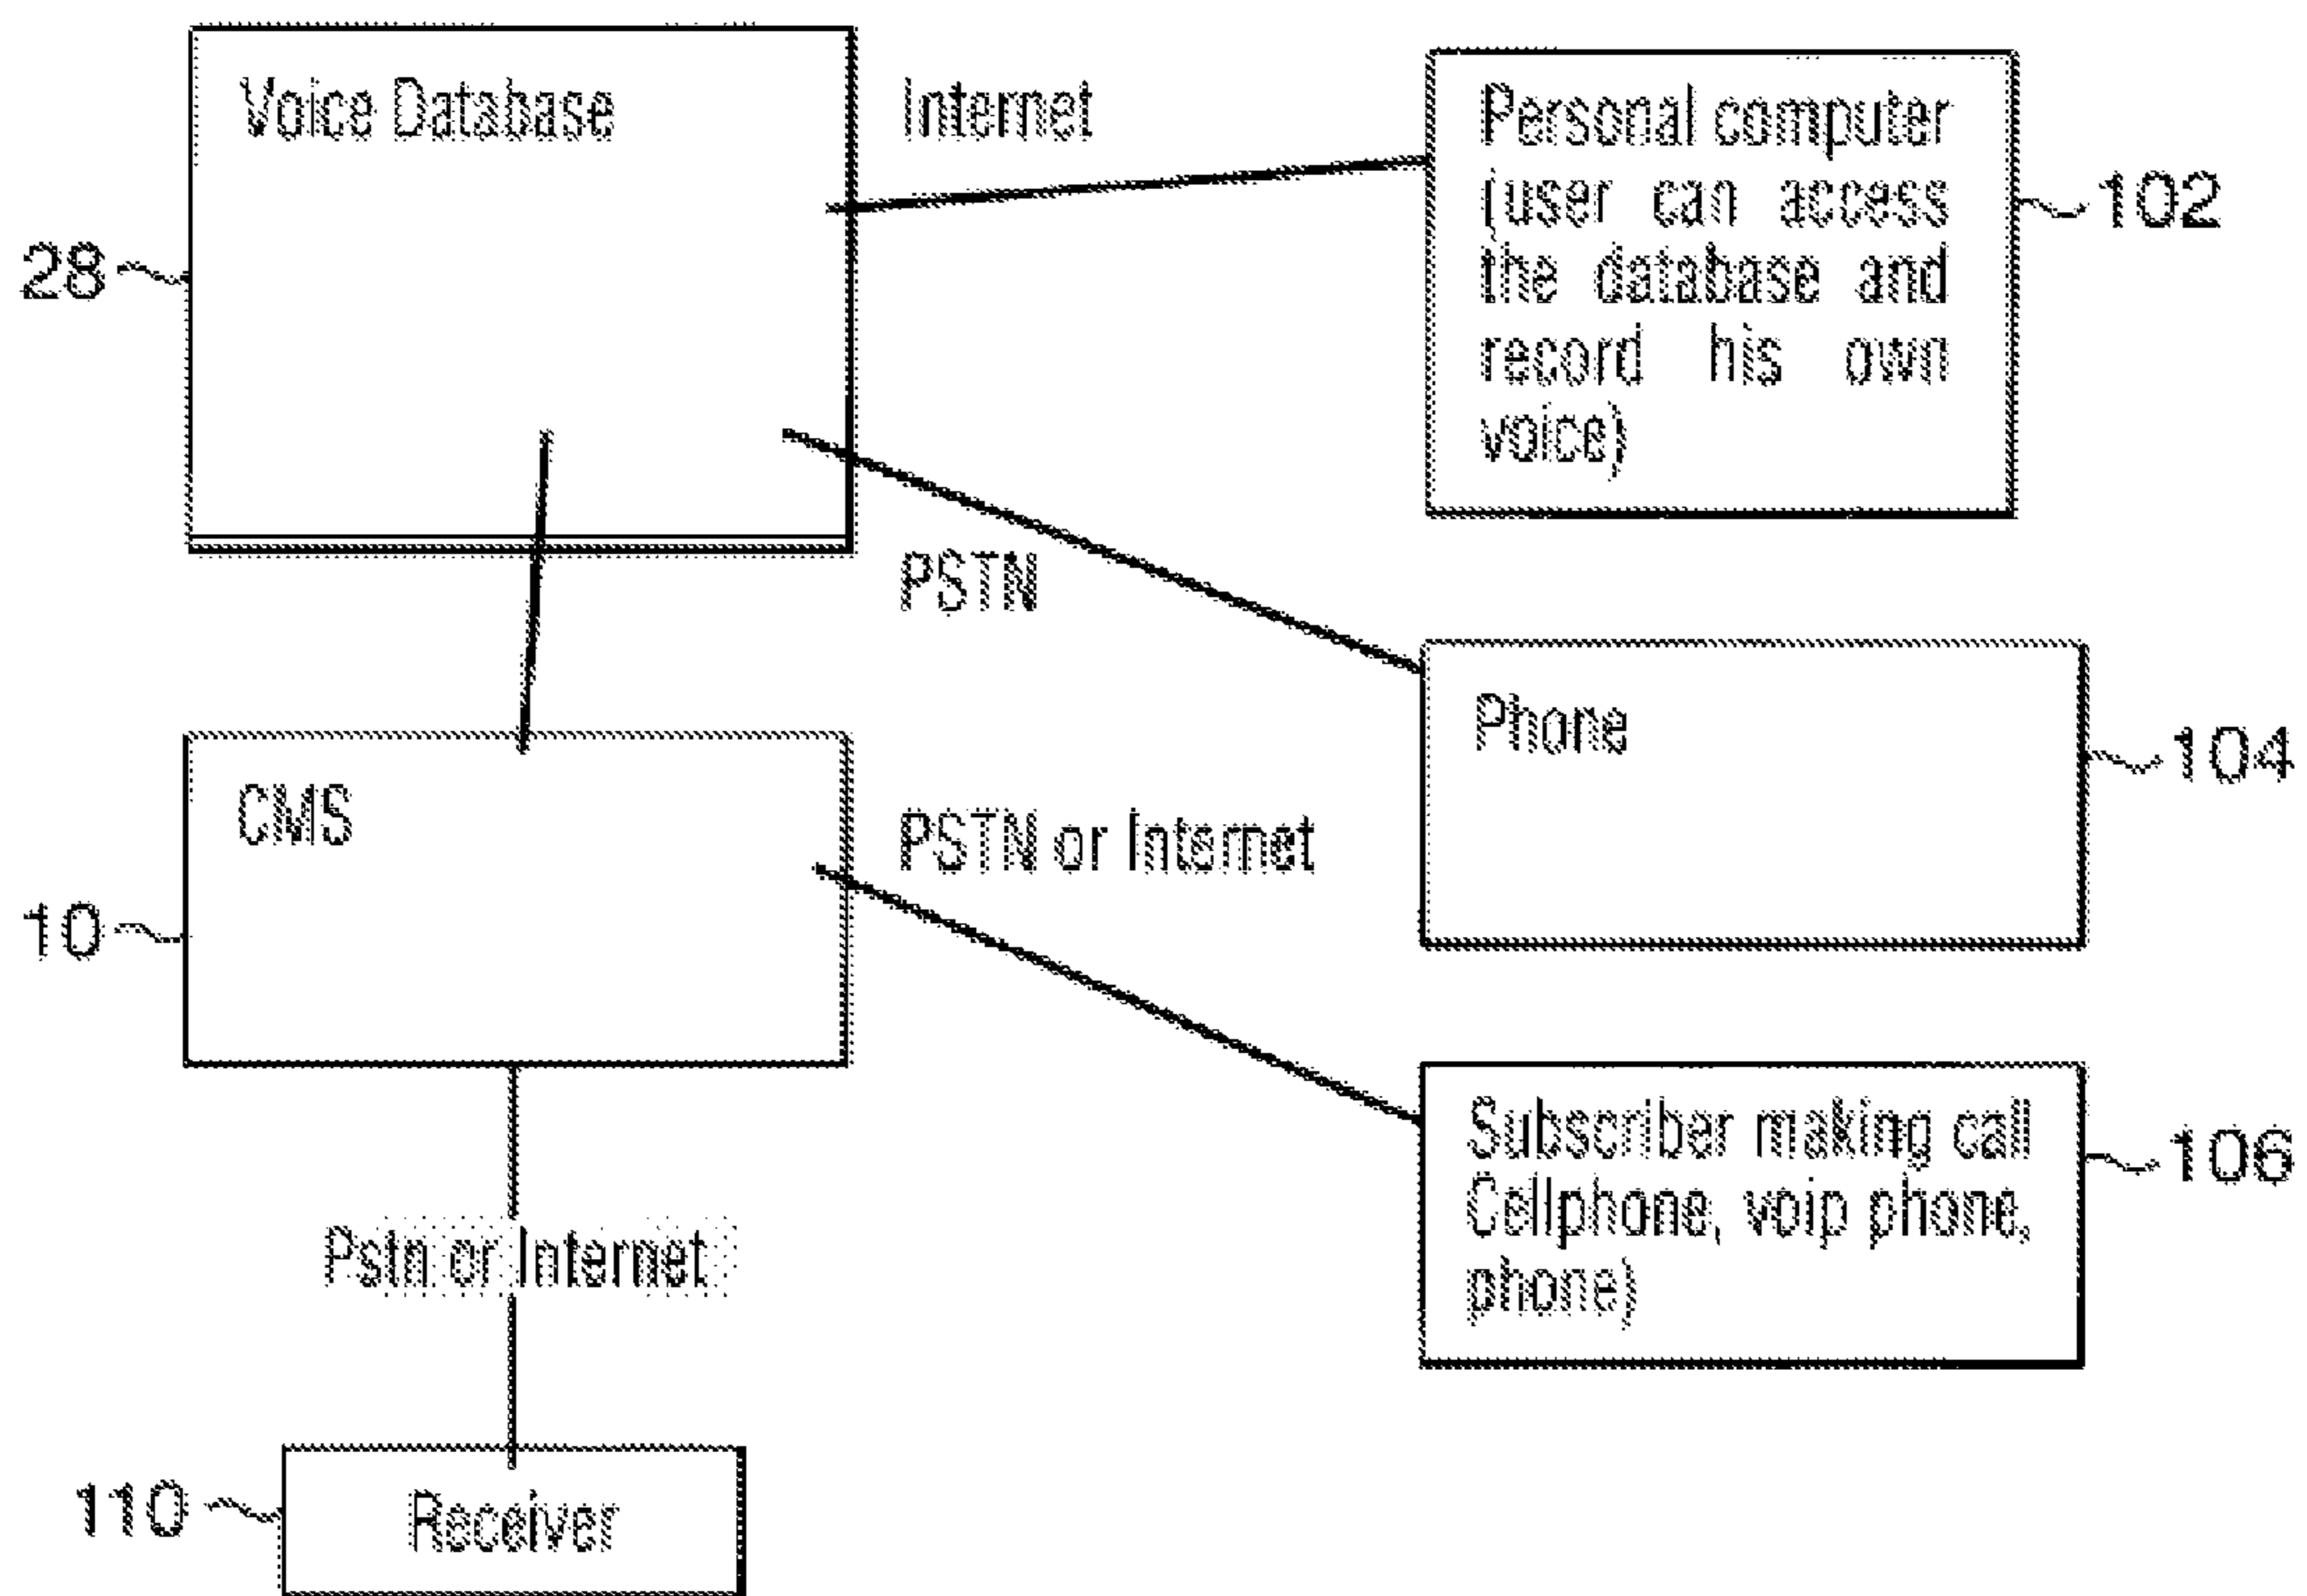 Voice Database
Internet
Personal computer
(user can access
the database and
record his own
voice)
102
28
PSTN
Phone
104
CMS
PSTN or Internet
10
Subscriber making call
Cellphone, voip phone,
phone)
106
Pstn or Internet
110
Receiver